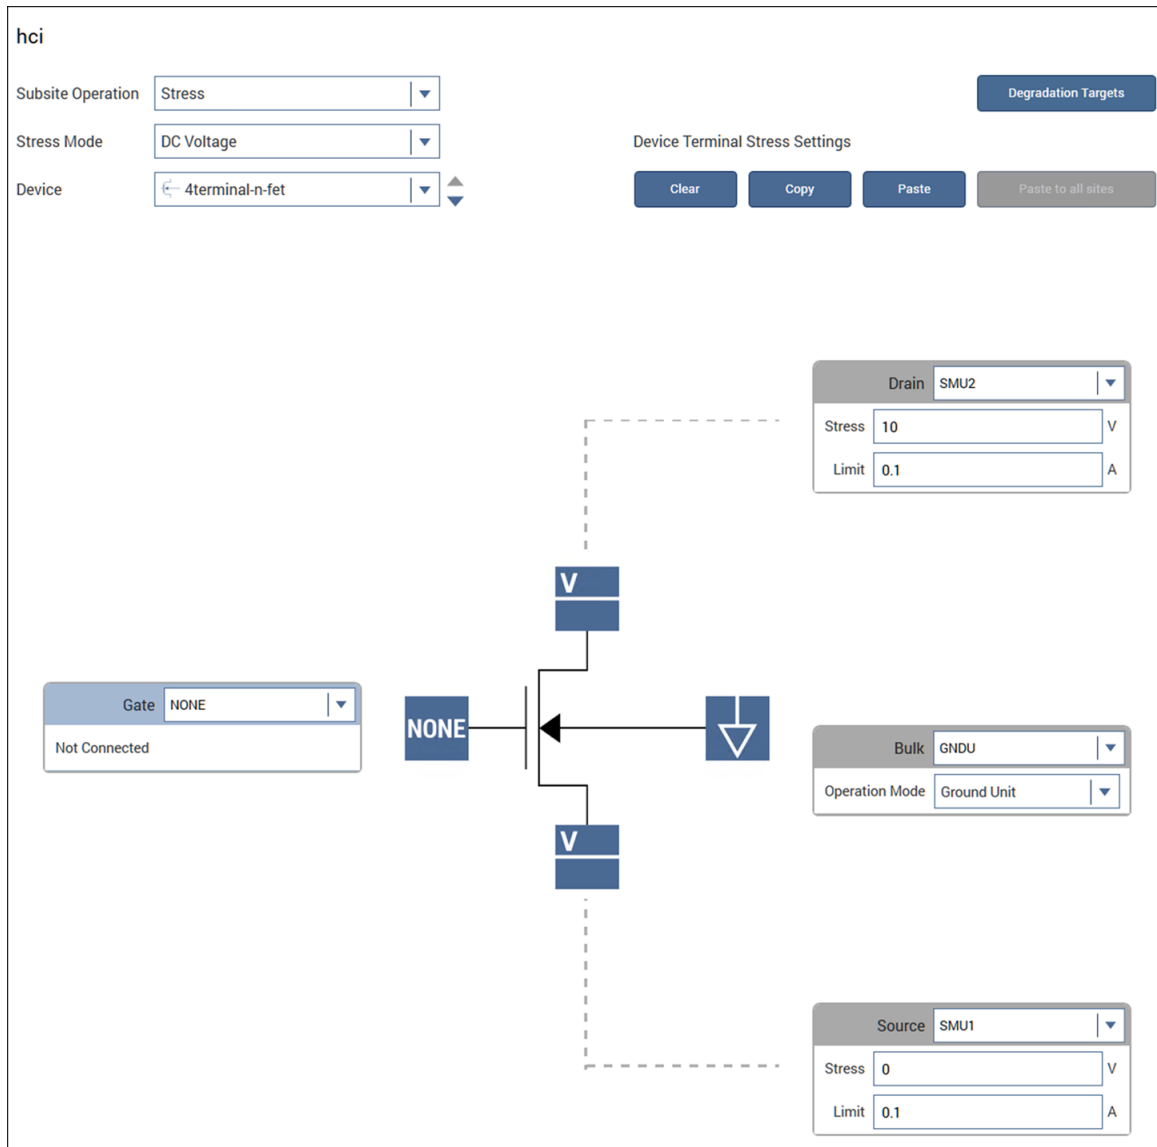 hci
Subsite Operation Stress
Degradation Targets
Stress Mode DC Voltage
Device Terminal Stress Settings
Device 4terminal-n-fet
Clear Copy Paste Paste to all sites
Drain SMU2
Stress 10 V
Limit 0.1 A
V
Gate NONE
Not Connected
NONE
Bulk GNDU
Operation Mode Ground Unit
V
Source SMU1
Stress 0 V
Limit 0.1 A